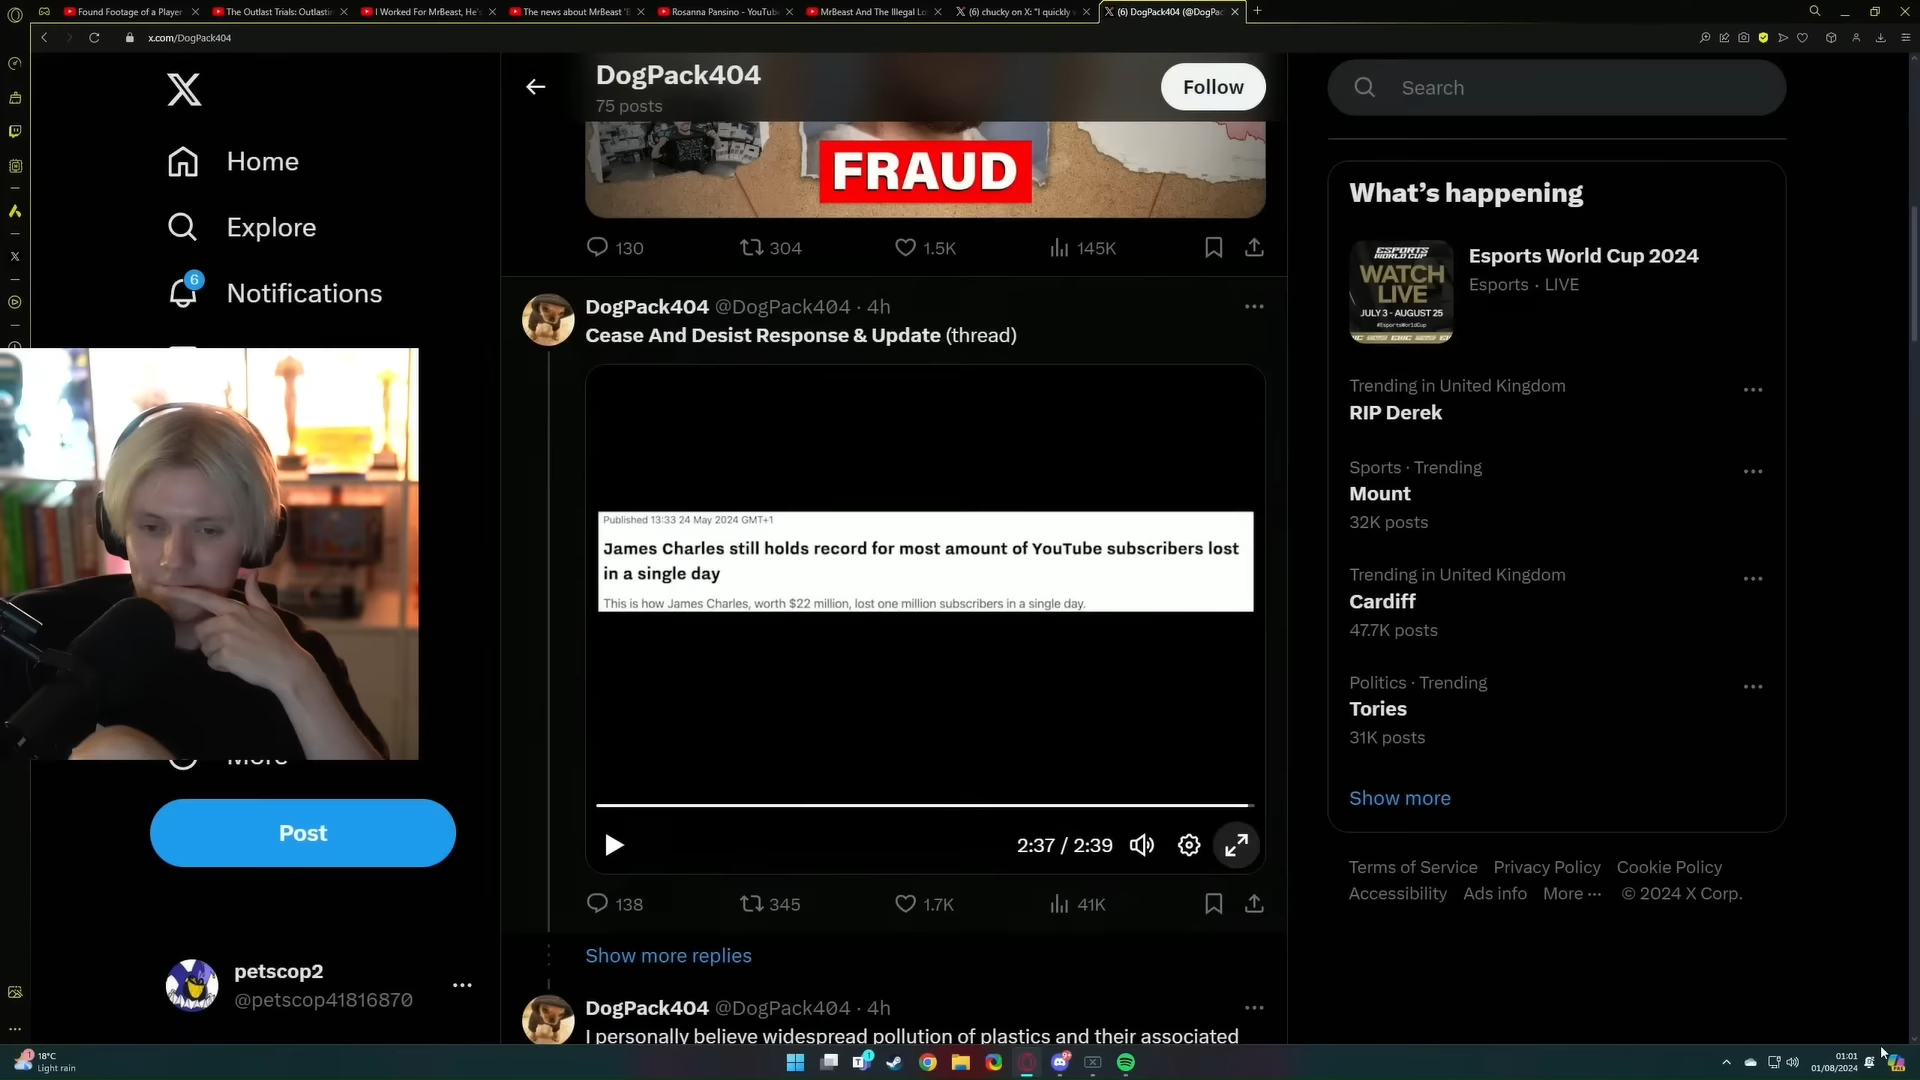 Found Footage of a Player
The Outlast Trials: Outlastin
I Worked For MrBeast, He's
The news about MrBeast
Rosanna Pansino - YouTub
MrBeast And The Illegal Lo
(6) chucky on X: "I quickly
(6) DogPack404 (@DogPac
x.com/DogPack404
DogPack404
75 posts
Follow
Search
Home
Explore
6
Notifications
More
Post
petscop2
@petscop41816870
FRAUD
130
304
1.5K
145K
DogPack404 @DogPack404 · 4h
Cease And Desist Response & Update (thread)
Published 13:33 24 May 2024 GMT+1
James Charles still holds record for most amount of YouTube subscribers lost
in a single day
This is how James Charles, worth $22 million, lost one million subscribers in a single day.
2:37 / 2:39
138
345
1.7K
41K
Show more replies
DogPack404 @DogPack404 · 4h
I personally believe widespread pollution of plastics and their associated
What's happening
ESPORTS
WORLD CUP
WATCH
LIVE
JULY 3 - AUGUST 25
#EsportsWorldCup
Esports World Cup 2024
Esports · LIVE
Trending in United Kingdom
RIP Derek
Sports · Trending
Mount
32K posts
Trending in United Kingdom
Cardiff
47.7K posts
Politics · Trending
Tories
31K posts
Show more
Terms of Service Privacy Policy Cookie Policy
Accessibility Ads info More ··· © 2024 X Corp.
18°C
Light rain
01:01
01/08/2024